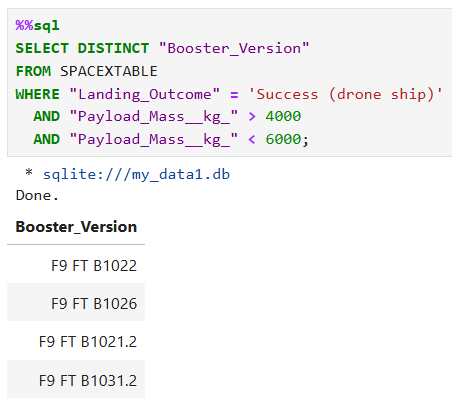 %%sql
SELECT DISTINCT "Booster_Version"
FROM SPACEXTABLE
WHERE "Landing_Outcome" = 'Success (drone ship)'
  AND "Payload_Mass__kg_" > 4000
  AND "Payload_Mass__kg_" < 6000;
* sqlite:///my_data1.db
Done.
Booster_Version
F9 FT B1022
F9 FT B1026
F9 FT B1021.2
F9 FT B1031.2